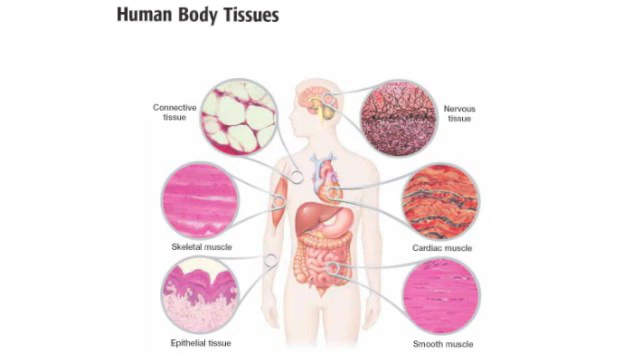 Human Body Tissues
Connective
tissue
Nervous
tissue
Skeletal muscle
Cardiac muscle
Epithelial tissue
Smooth muscle